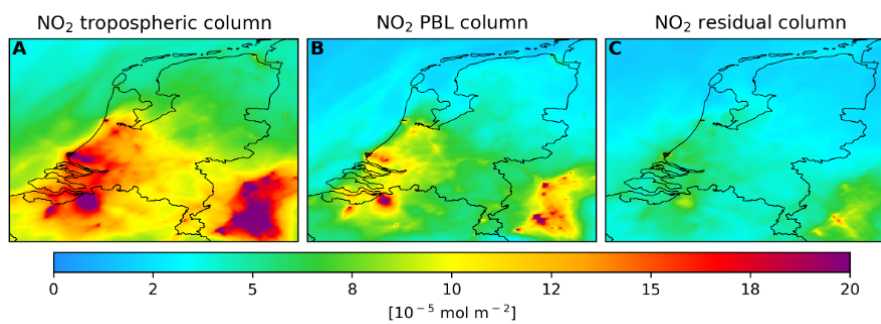 NO₂ tropospheric column NO₂ PBL column NO₂ residual column
A B C
0 2 5 8 10 12 15 18 20
[10⁻⁵ mol m⁻²]